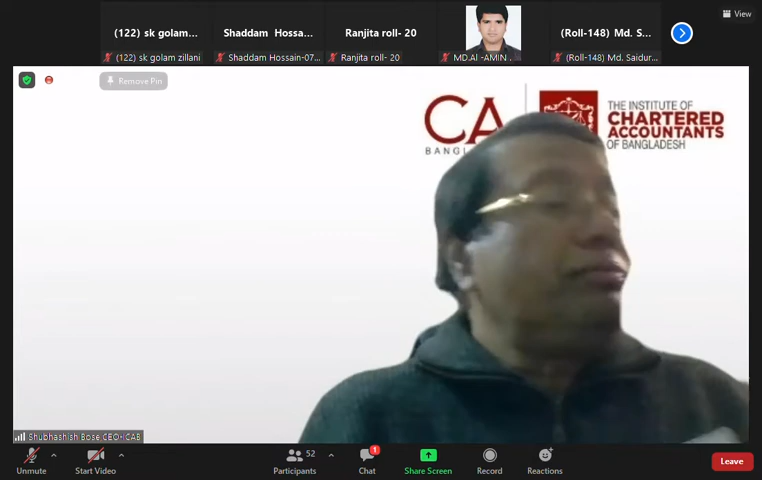 View
(122) sk golam...
Shaddam Hossa...
Ranjita roll- 20
(Roll-148) Md. S...
(122) sk golam zillani
Shaddam Hossain-07...
Ranjita roll- 20
MD.Al -AMIN .
(Roll-148) Md. Saidur...
Remove Pin
CA
THE INSTITUTE OF
CHARTERED
ACCOUNTANTS
OF BANGLADESH
Shubhashish Bose CEO-ICAB
Unmute
Start Video
52
Participants
1
Chat
Share Screen
Record
Reactions
Leave